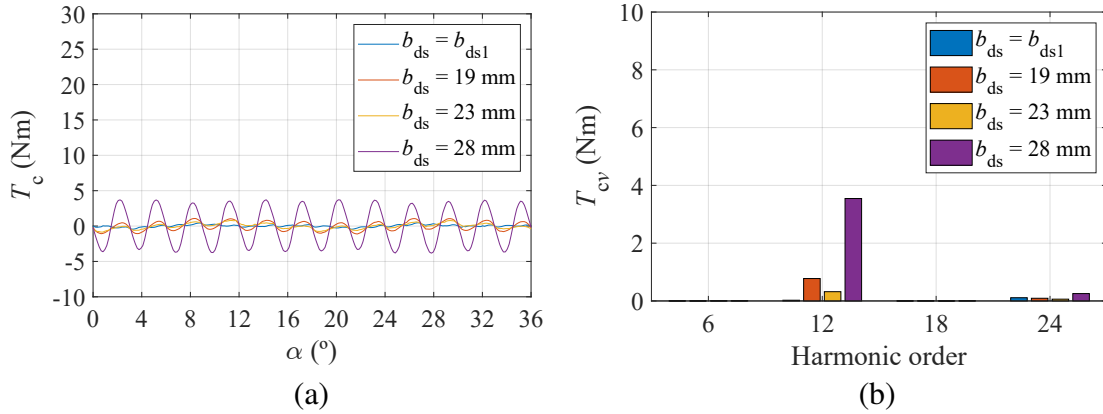 30
25
20
15
10
5
0
-5
-10
T_c (Nm)
b_ds = b_ds1
b_ds = 19 mm
b_ds = 23 mm
b_ds = 28 mm
0 4 8 12 16 20 24 28 32 36
α (º)
(a)
10
8
6
4
2
0
T_cv (Nm)
b_ds = b_ds1
b_ds = 19 mm
b_ds = 23 mm
b_ds = 28 mm
6 12 18 24
Harmonic order
(b)